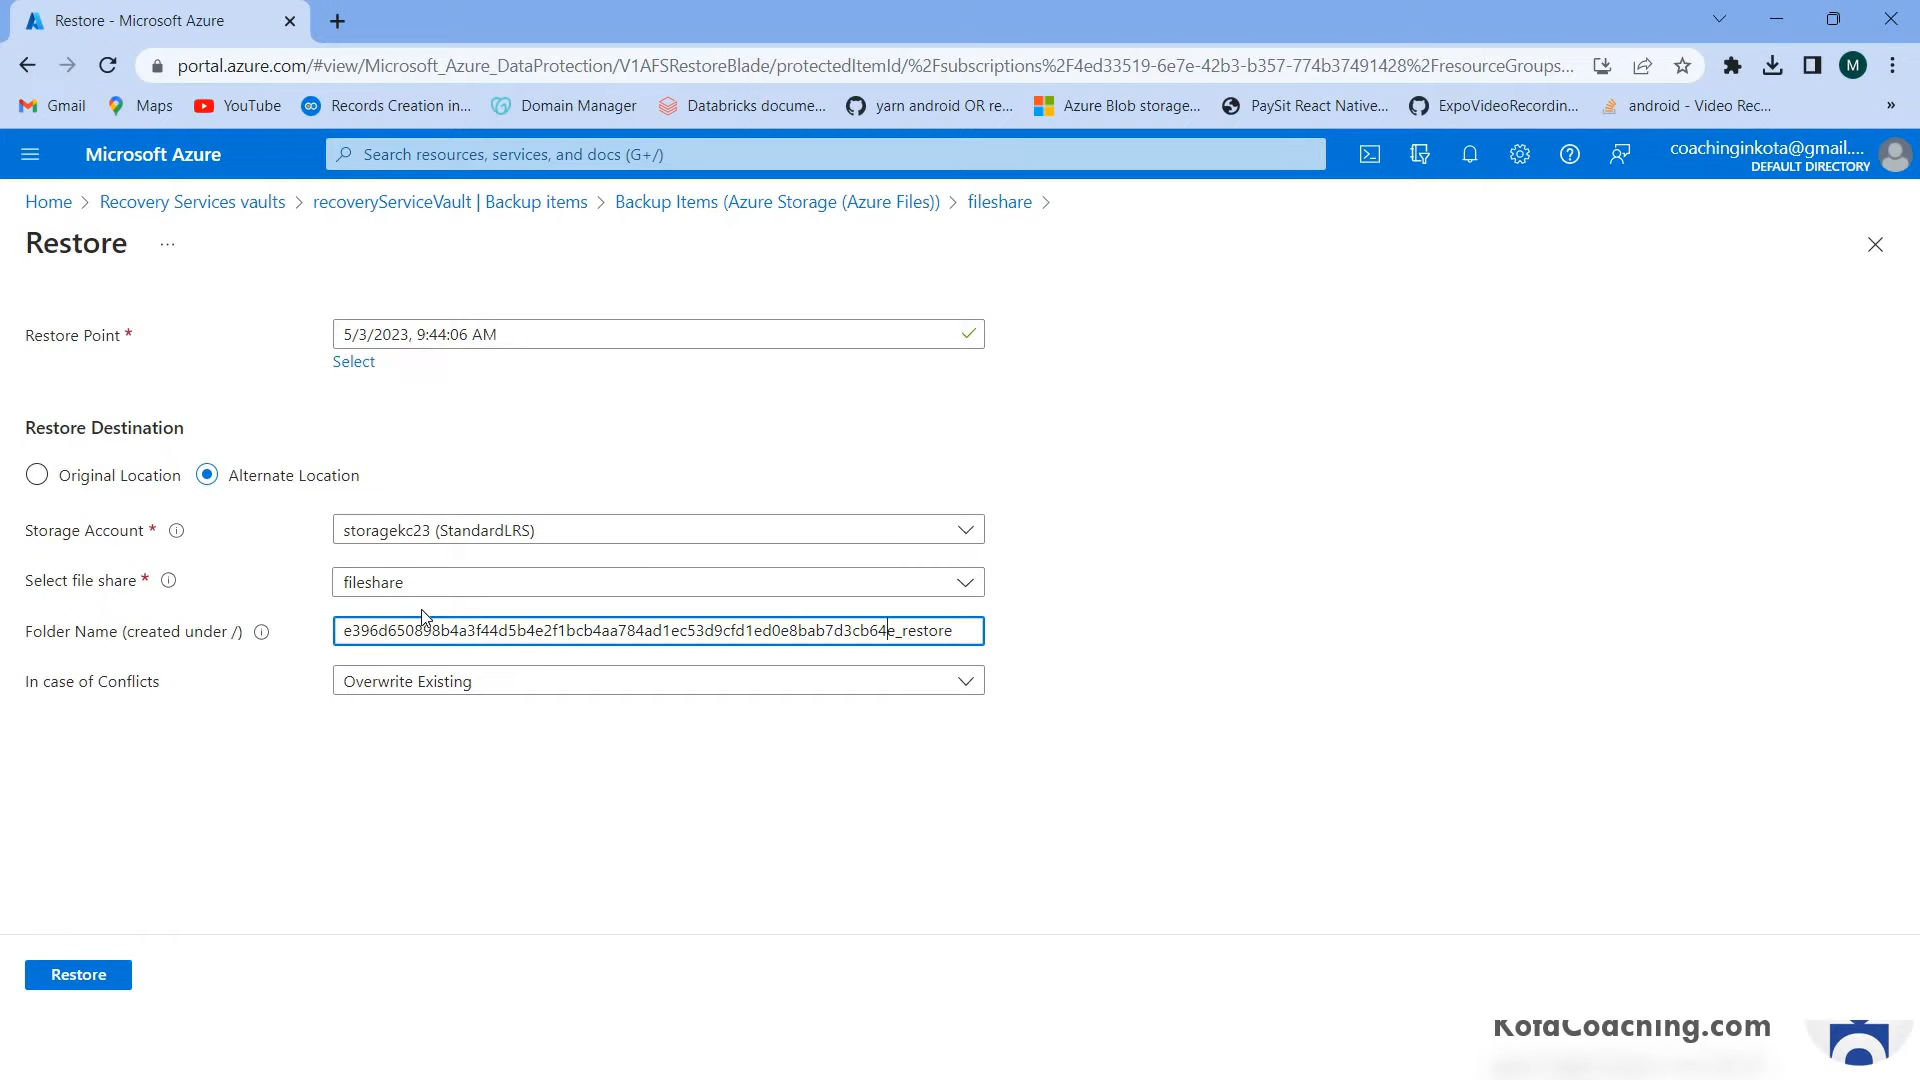 Restore - Microsoft Azure
portal.azure.com/#view/Microsoft_Azure_DataProtection/V1AFSRestoreBlade/protectedItemId/%2Fsubscriptions%2F4ed33519-6e7e-42b3-b357-774b37491428%2FresourceGroups...
M
Gmail Maps YouTube Records Creation in... Domain Manager Databricks docume... yarn android OR re... Azure Blob storage... PaySit React Native... ExpoVideoRecordin... android - Video Rec... »
Microsoft Azure
Search resources, services, and docs (G+/)
coachinginkota@gmail....
DEFAULT DIRECTORY
Home > Recovery Services vaults > recoveryServiceVault | Backup items > Backup Items (Azure Storage (Azure Files)) > fileshare >
Restore ...
Restore Point * 5/3/2023, 9:44:06 AM
Select
Restore Destination
Original Location Alternate Location
Storage Account * storagekc23 (StandardLRS)
Select file share * fileshare
Folder Name (created under /) e396d650898b4a3f44d5b4e2f1bcb4aa784ad1ec53d9cfd1ed0e8bab7d3cb64e_restore
In case of Conflicts Overwrite Existing
Restore
KotaCoaching.com